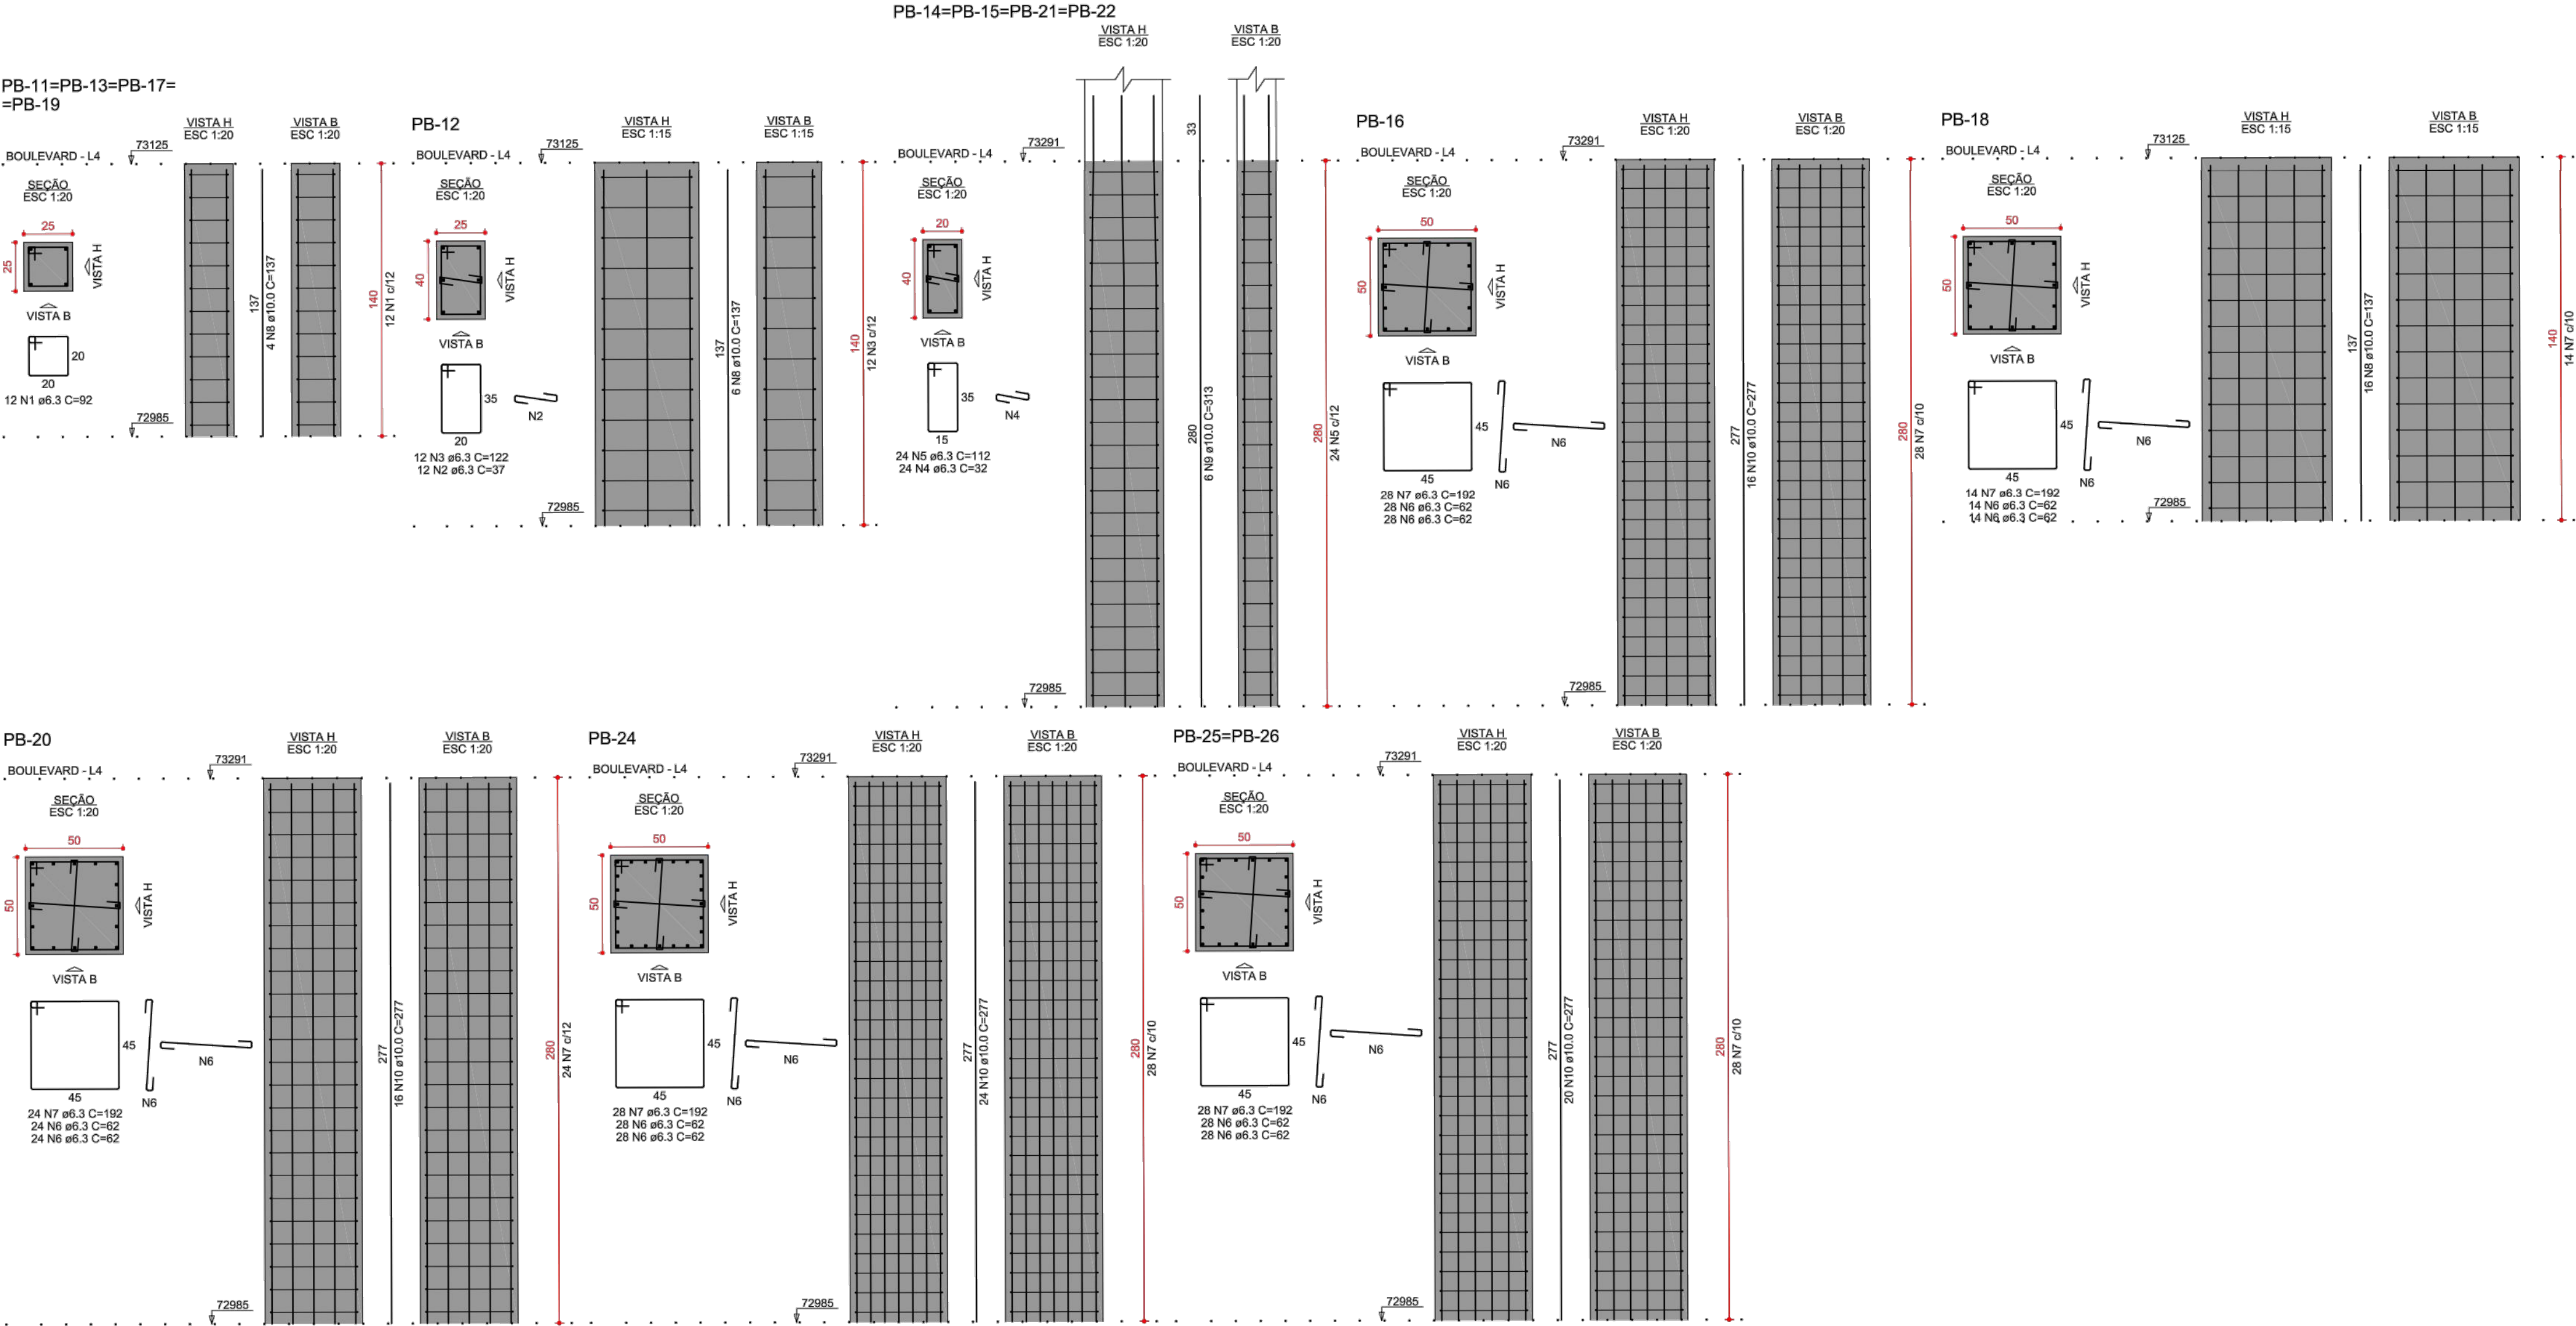 PB-11=PB-13=PB-17=
=PB-19
VISTA H
ESC 1:20
VISTA B
ESC 1:20
BOULEVARD - L4
73125
SEÇÃO
ESC 1:20
25
25
VISTA H
VISTA B
20
20
12 N1 ø6.3 C=92
72985
137
4 N8 ø10.0 C=137
140
12 N1 c/12
PB-12
VISTA H
ESC 1:15
VISTA B
ESC 1:15
BOULEVARD - L4
73125
SEÇÃO
ESC 1:20
25
40
VISTA H
VISTA B
35
20
N2
12 N3 ø6.3 C=122
12 N2 ø6.3 C=37
72985
137
6 N8 ø10.0 C=137
140
12 N3 c/12
PB-14=PB-15=PB-21=PB-22
VISTA H
ESC 1:20
VISTA B
ESC 1:20
BOULEVARD - L4
73291
SEÇÃO
ESC 1:20
20
40
VISTA H
VISTA B
35
15
N4
24 N5 ø6.3 C=112
24 N4 ø6.3 C=32
72985
33
280
6 N9 ø10.0 C=313
280
24 N5 c/12
PB-16
VISTA H
ESC 1:20
VISTA B
ESC 1:20
BOULEVARD - L4
73291
SEÇÃO
ESC 1:20
50
50
VISTA H
VISTA B
45
45
N6
N6
28 N7 ø6.3 C=192
28 N6 ø6.3 C=62
28 N6 ø6.3 C=62
72985
277
16 N10 ø10.0 C=277
280
28 N7 c/10
PB-18
VISTA H
ESC 1:15
VISTA B
ESC 1:15
BOULEVARD - L4
73125
SEÇÃO
ESC 1:20
50
50
VISTA H
VISTA B
45
45
N6
N6
14 N7 ø6.3 C=192
14 N6 ø6.3 C=62
14 N6 ø6.3 C=62
72985
137
16 N8 ø10.0 C=137
140
14 N7 c/10
PB-20
VISTA H
ESC 1:20
VISTA B
ESC 1:20
BOULEVARD - L4
73291
SEÇÃO
ESC 1:20
50
50
VISTA H
VISTA B
45
45
N6
N6
24 N7 ø6.3 C=192
24 N6 ø6.3 C=62
24 N6 ø6.3 C=62
72985
277
16 N10 ø10.0 C=277
280
24 N7 c/12
PB-24
VISTA H
ESC 1:20
VISTA B
ESC 1:20
BOULEVARD - L4
73291
SEÇÃO
ESC 1:20
50
50
VISTA H
VISTA B
45
45
N6
N6
28 N7 ø6.3 C=192
28 N6 ø6.3 C=62
28 N6 ø6.3 C=62
72985
277
24 N10 ø10.0 C=277
280
28 N7 c/10
PB-25=PB-26
VISTA H
ESC 1:20
VISTA B
ESC 1:20
BOULEVARD - L4
73291
SEÇÃO
ESC 1:20
50
50
VISTA H
VISTA B
45
45
N6
N6
28 N7 ø6.3 C=192
28 N6 ø6.3 C=62
28 N6 ø6.3 C=62
72985
277
20 N10 ø10.0 C=277
280
28 N7 c/10